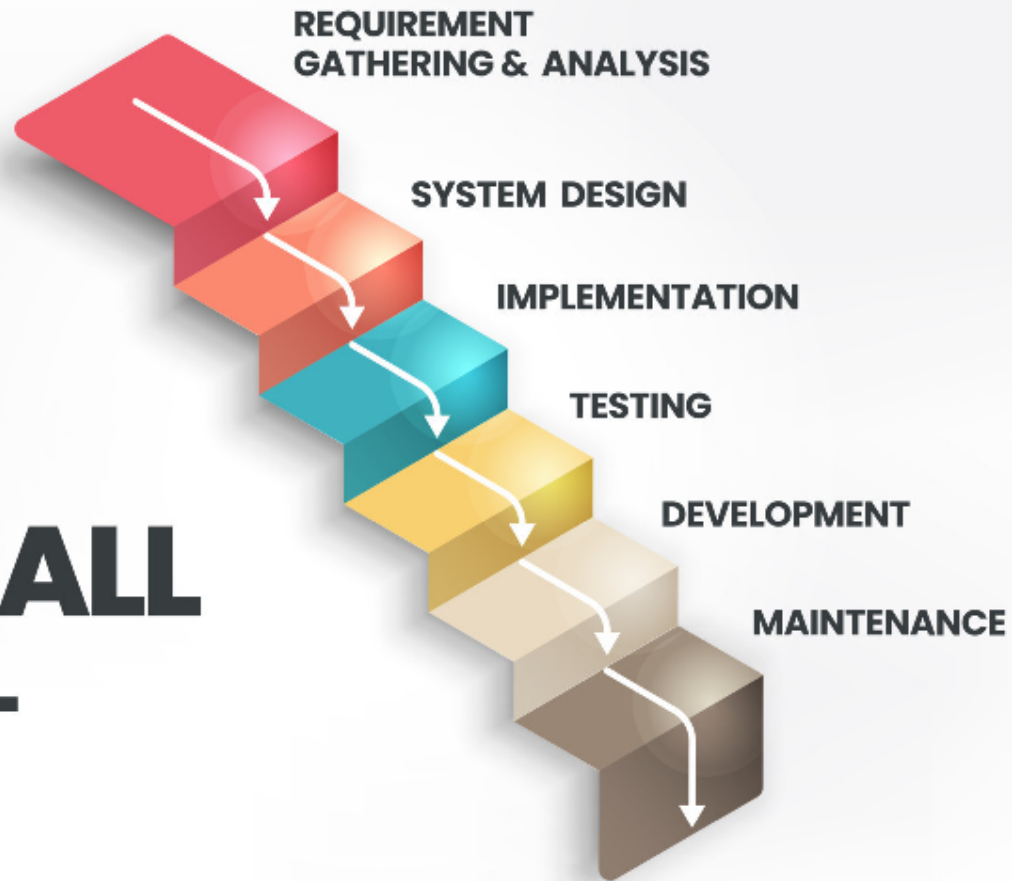 REQUIREMENT
GATHERING & ANALYSIS
SYSTEM DESIGN
IMPLEMENTATION
TESTING
DEVELOPMENT
ALL
MAINTENANCE